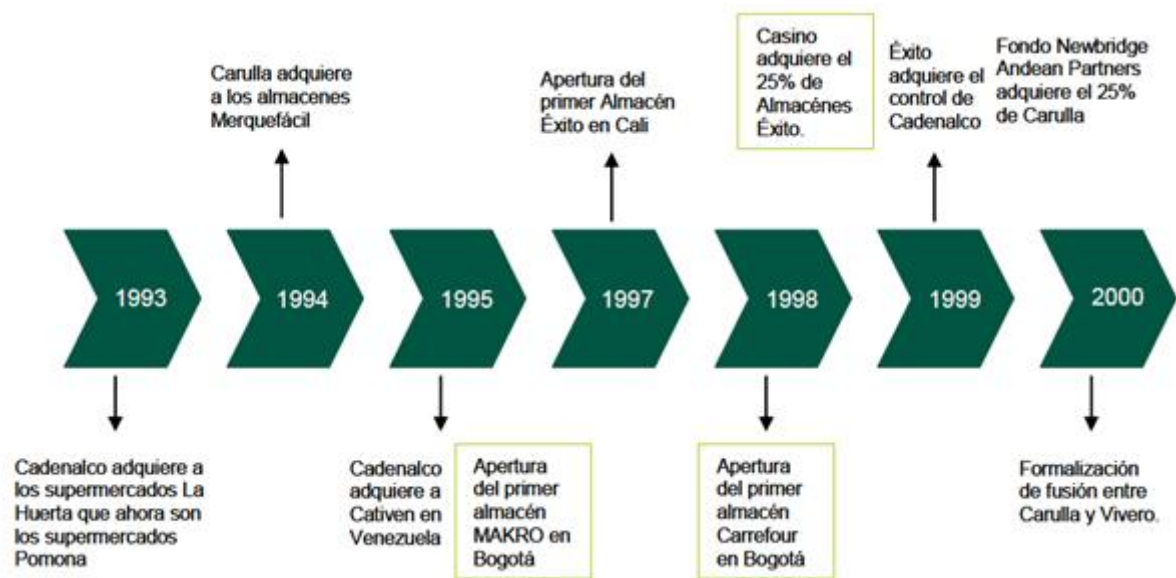 Carulla adquiere
a los almacenes
Merquefácil
Apertura del
primer Almacén
Éxito en Cali
Casino
adquiere el
25% de
Almacénes
Éxito.
Éxito
adquiere el
control de
Cadenalco
Fondo Newbridge
Andean Partners
adquiere el 25%
de Carulla
1993
1994
1995
1997
1998
1999
2000
Cadenalco adquiere a
los supermercados La
Huerta que ahora son
los supermercados
Pomona
Cadenalco
adquiere a
Cativen en
Venezuela
Apertura
del primer
almacén
MAKRO en
Bogotá
Apertura
del primer
almacén
Carrefour
en Bogotá
Formalización
de fusión entre
Carulla y Vivero.